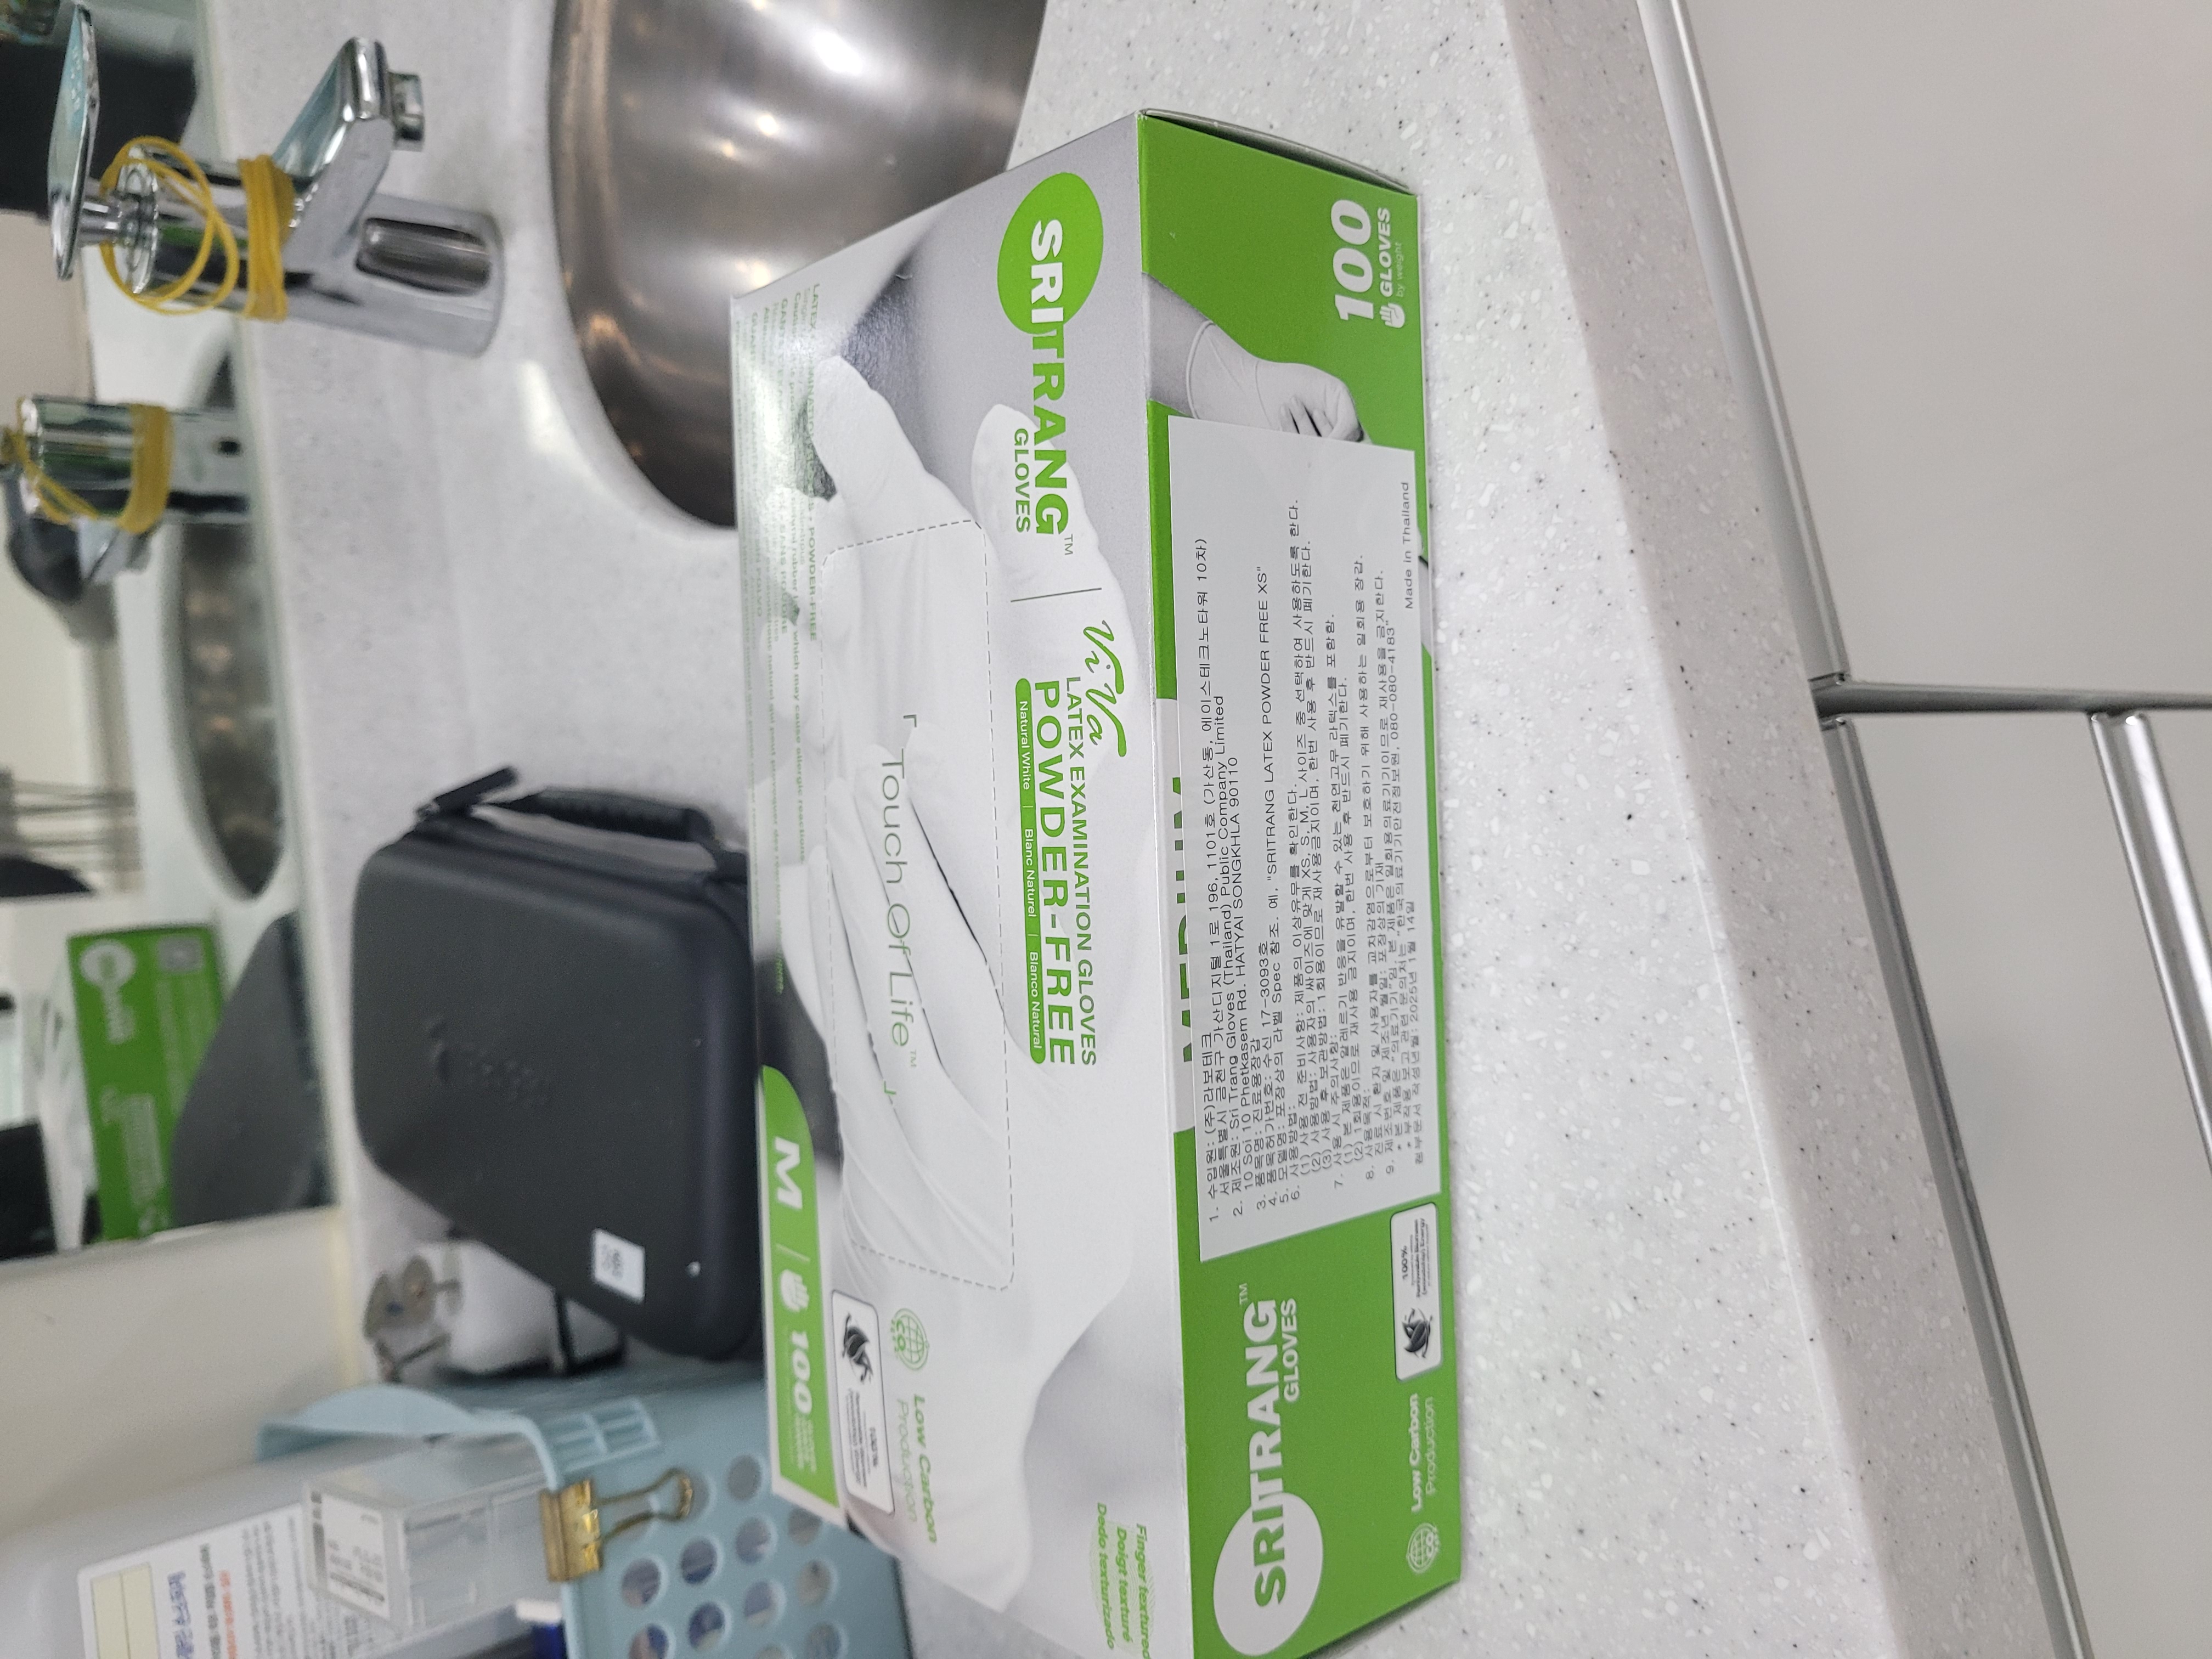 M
100
Low Carbon
Production
100%
LATEX EXAMINATION GLOVES • POWDER-FREE
Touch Of Life™
SRITRANG™
GLOVES
ViVa
LATEX EXAMINATION GLOVES
POWDER-FREE
Natural White | Blanc Naturel | Blanco Natural
Finger textured
Doigt texturé
Dedo texturizado
MEDIUM
SRITRANG™
GLOVES
Low Carbon
Production
100%
1. 수입원: (주)라보테크
서울특별시 금천구 가산디지털 1로 196, 1101호 (가산동, 에이스테크노타워 10차)
2. 제조원: Sri Trang Gloves (Thailand) Public Company Limited
10 Soi 10 Phetkasem Rd. HATYAI SONGKHLA 90110
3. 품목명: 진료용장갑
4. 품목허가번호: 수신 17-3093호
5. 모델명: 포장상의 라벨 Spec 참조. 예, "SRITRANG LATEX POWDER FREE XS"
6. 사용방법:
(1) 사용 전 준비사항: 제품의 이상유무를 확인한다.
(2) 사용방법: 사용자의 싸이즈에 맞게 XS, S, M, L 사이즈 중 선택하여 사용하도록 한다.
(3) 사용 후 보관방법: 1회용이므로 재사용금지이며, 한번 사용 후 반드시 폐기한다.
7. 사용 시 주의사항:
(1) 본 제품은 알레르기 반응을 유발할 수 있는 천연고무 라텍스를 포함함.
(2) 1회용이므로 재사용 금지이며, 한번 사용 후 반드시 폐기한다.
8. 사용목적:
진료 시 환자 및 사용자를 교차감염으로부터 보호하기 위해 사용하는 일회용 장갑.
9. 제조번호 및 제조년 월일: 포장상의 기재
* 본 제품은 "의료기기"임. 본 제품은 일회용의료기기이므로 재사용을 금지한다.
* 부작용 보고 관련 문의처는 "한국의료기기안전정보원, 080-080-4183"
첨부문서 작성년월: 2025년 1월 14일
Made in Thailand
100
GLOVES
by weight